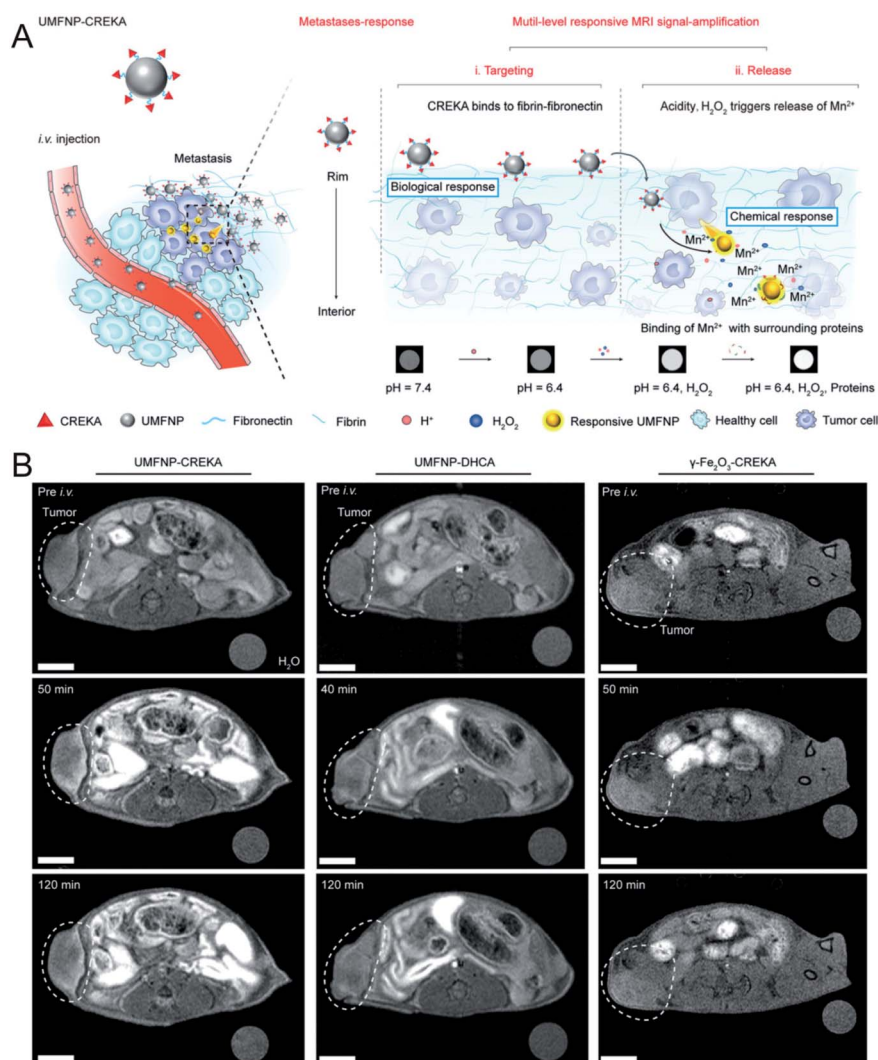 A
UMFNP-CREKA
Metastases-response
Mutil-level responsive MRI signal-amplification
i. Targeting
ii. Release
CREKA binds to fibrin-fibronectin
Acidity, H₂O₂ triggers release of Mn²⁺
i.v. injection
Metastasis
Rim
Interior
Biological response
Chemical response
Mn²⁺
Mn²⁺
Mn²⁺
Mn²⁺
Mn²⁺
Mn²⁺
Binding of Mn²⁺ with surrounding proteins
pH = 7.4
pH = 6.4
pH = 6.4, H₂O₂
pH = 6.4, H₂O₂, Proteins
CREKA
UMFNP
Fibronectin
Fibrin
H⁺
H₂O₂
Responsive UMFNP
Healthy cell
Tumor cell
B
UMFNP-CREKA
UMFNP-DHCA
γ-Fe₂O₃-CREKA
Pre i.v.
Tumor
H₂O
Pre i.v.
Tumor
Pre i.v.
Tumor
50 min
40 min
50 min
120 min
120 min
120 min